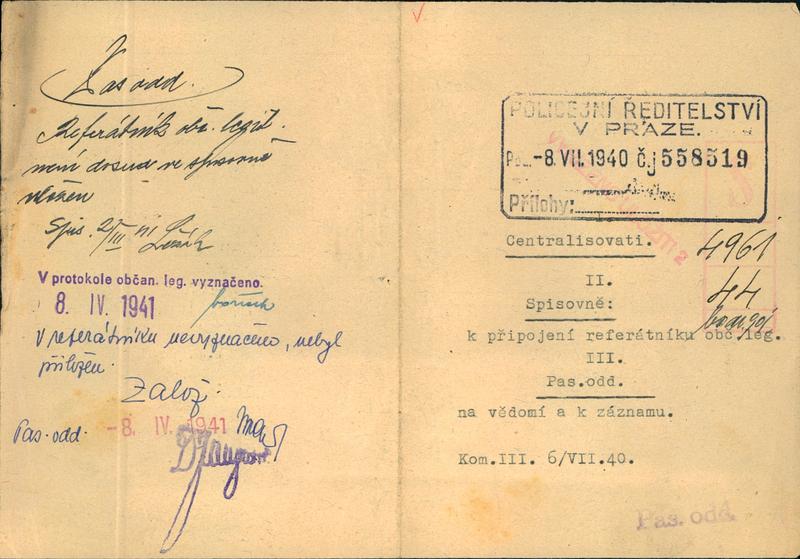 Pas odd.
Referátník obč. legit.
není dosud ve spisovně
vložen
Spis. 27/III 41
V protokole občan. leg. vyznačeno.
8. IV. 1941
V referátníku nevyznačeno, nebyl
přiložen.
Založ.
Pas. odd. -8. IV. 1941
POLICEJNÍ ŘEDITELSTVÍ
V PRAZE.
-8. VII. 1940 č.j 558519
Přílohy:
Centralisovati.
4961
II.
44
Spisovně:
k připojení referátníku obč.leg.
III.
Pas.odd.
na vědomí a k záznamu.
Kom.III. 6/VII.40.
Pas. odd.